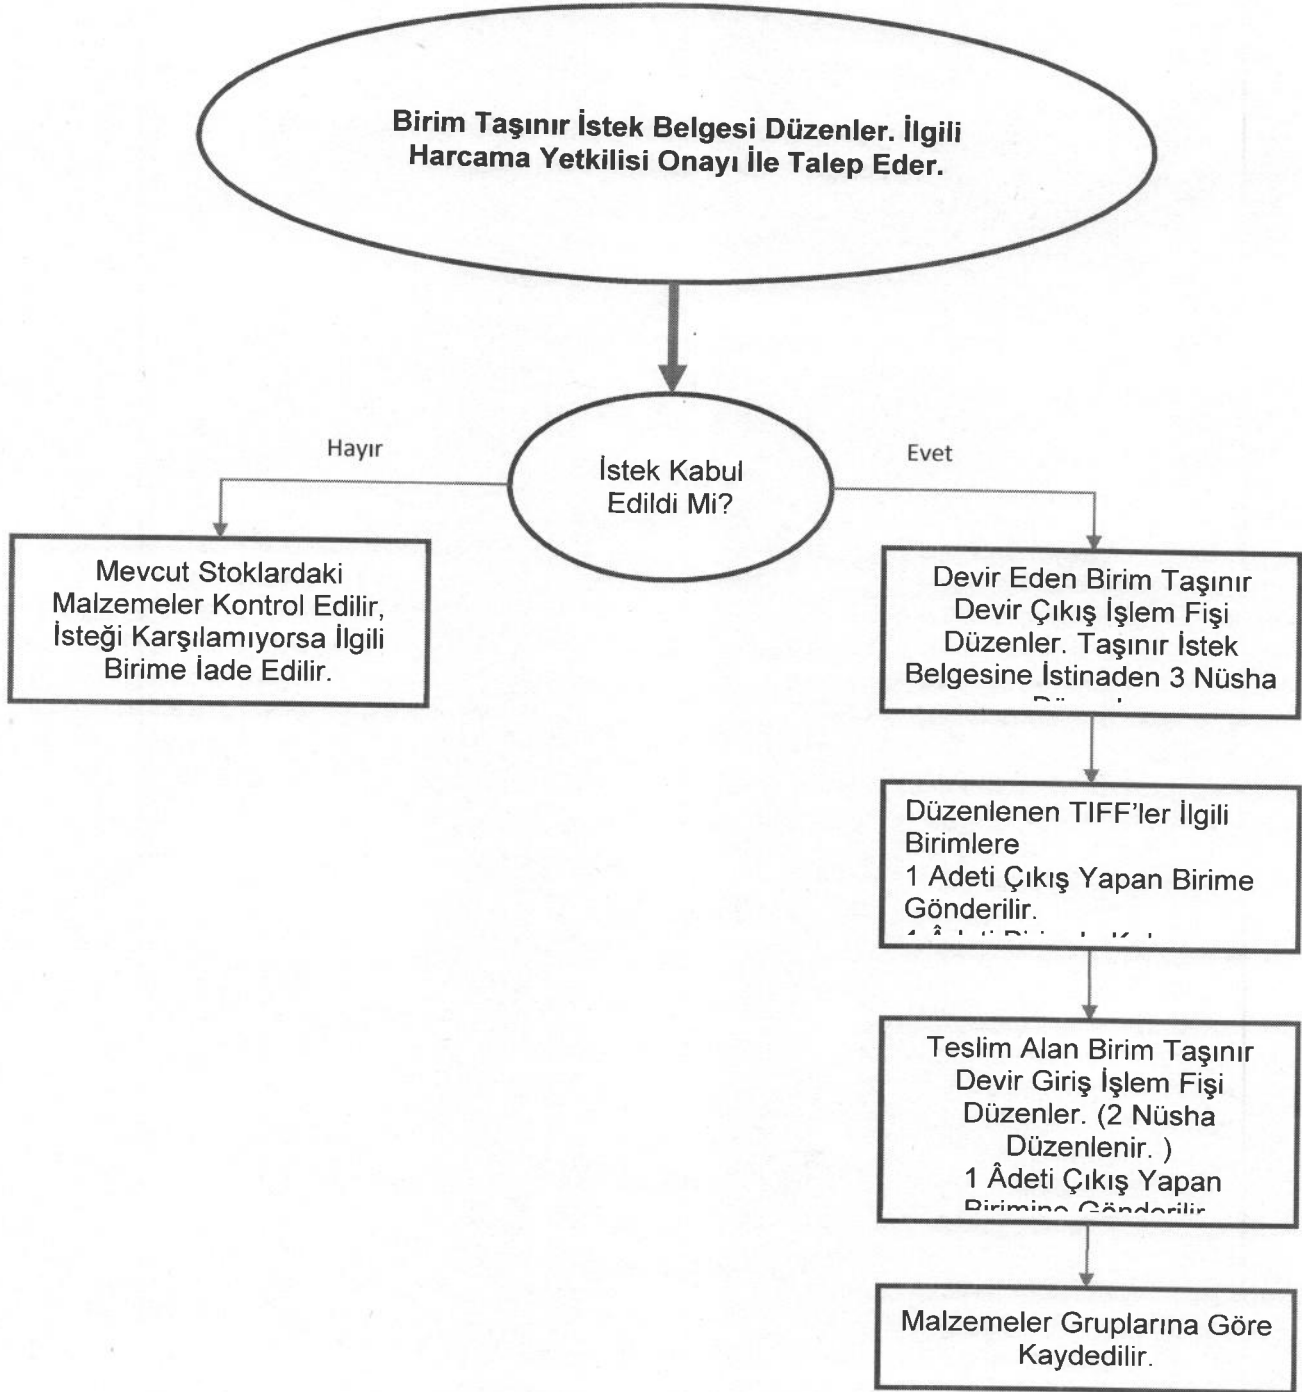 Birim Taşınır İstek Belgesi Düzenler. İlgili
Harcama Yetkilisi Onayı İle Talep Eder.
Hayır
İstek Kabul
Edildi Mi?
Evet
Mevcut Stoklardaki
Malzemeler Kontrol Edilir,
İsteği Karşılamıyorsa İlgili
Birime İade Edilir.
Devir Eden Birim Taşınır
Devir Çıkış İşlem Fişi
Düzenler. Taşınır İstek
Belgesine İstinaden 3 Nüsha
Düzenlenen TIFF'ler İlgili
Birimlere
1 Adeti Çıkış Yapan Birime
Gönderilir.
Teslim Alan Birim Taşınır
Devir Giriş İşlem Fişi
Düzenler. (2 Nüsha
Düzenlenir. )
1 Âdeti Çıkış Yapan
Birimine Gönderilir
Malzemeler Gruplarına Göre
Kaydedilir.